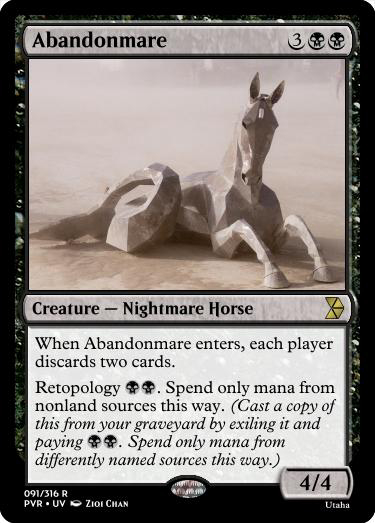 Abandonmare 3
Creature — Nightmare Horse
When Abandonmare enters, each player
discards two cards.
Retopology . Spend only mana from
nonland sources this way. (Cast a copy of
this from your graveyard by exiling it and
paying . Spend only mana from
differently named sources this way.)
4/4
091/316 R
PVR • UV Zioi Chan
Utaha